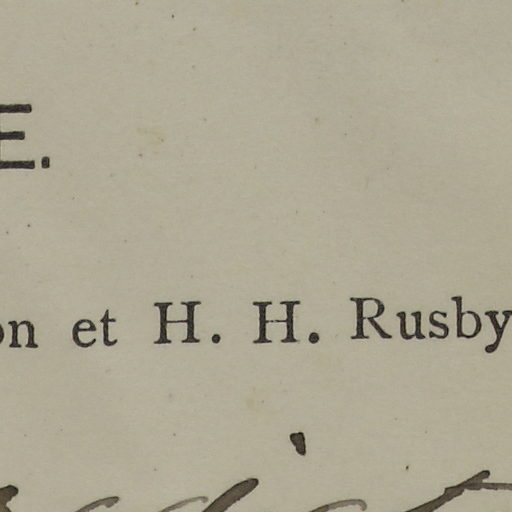 E.
on et H. H. Rusby